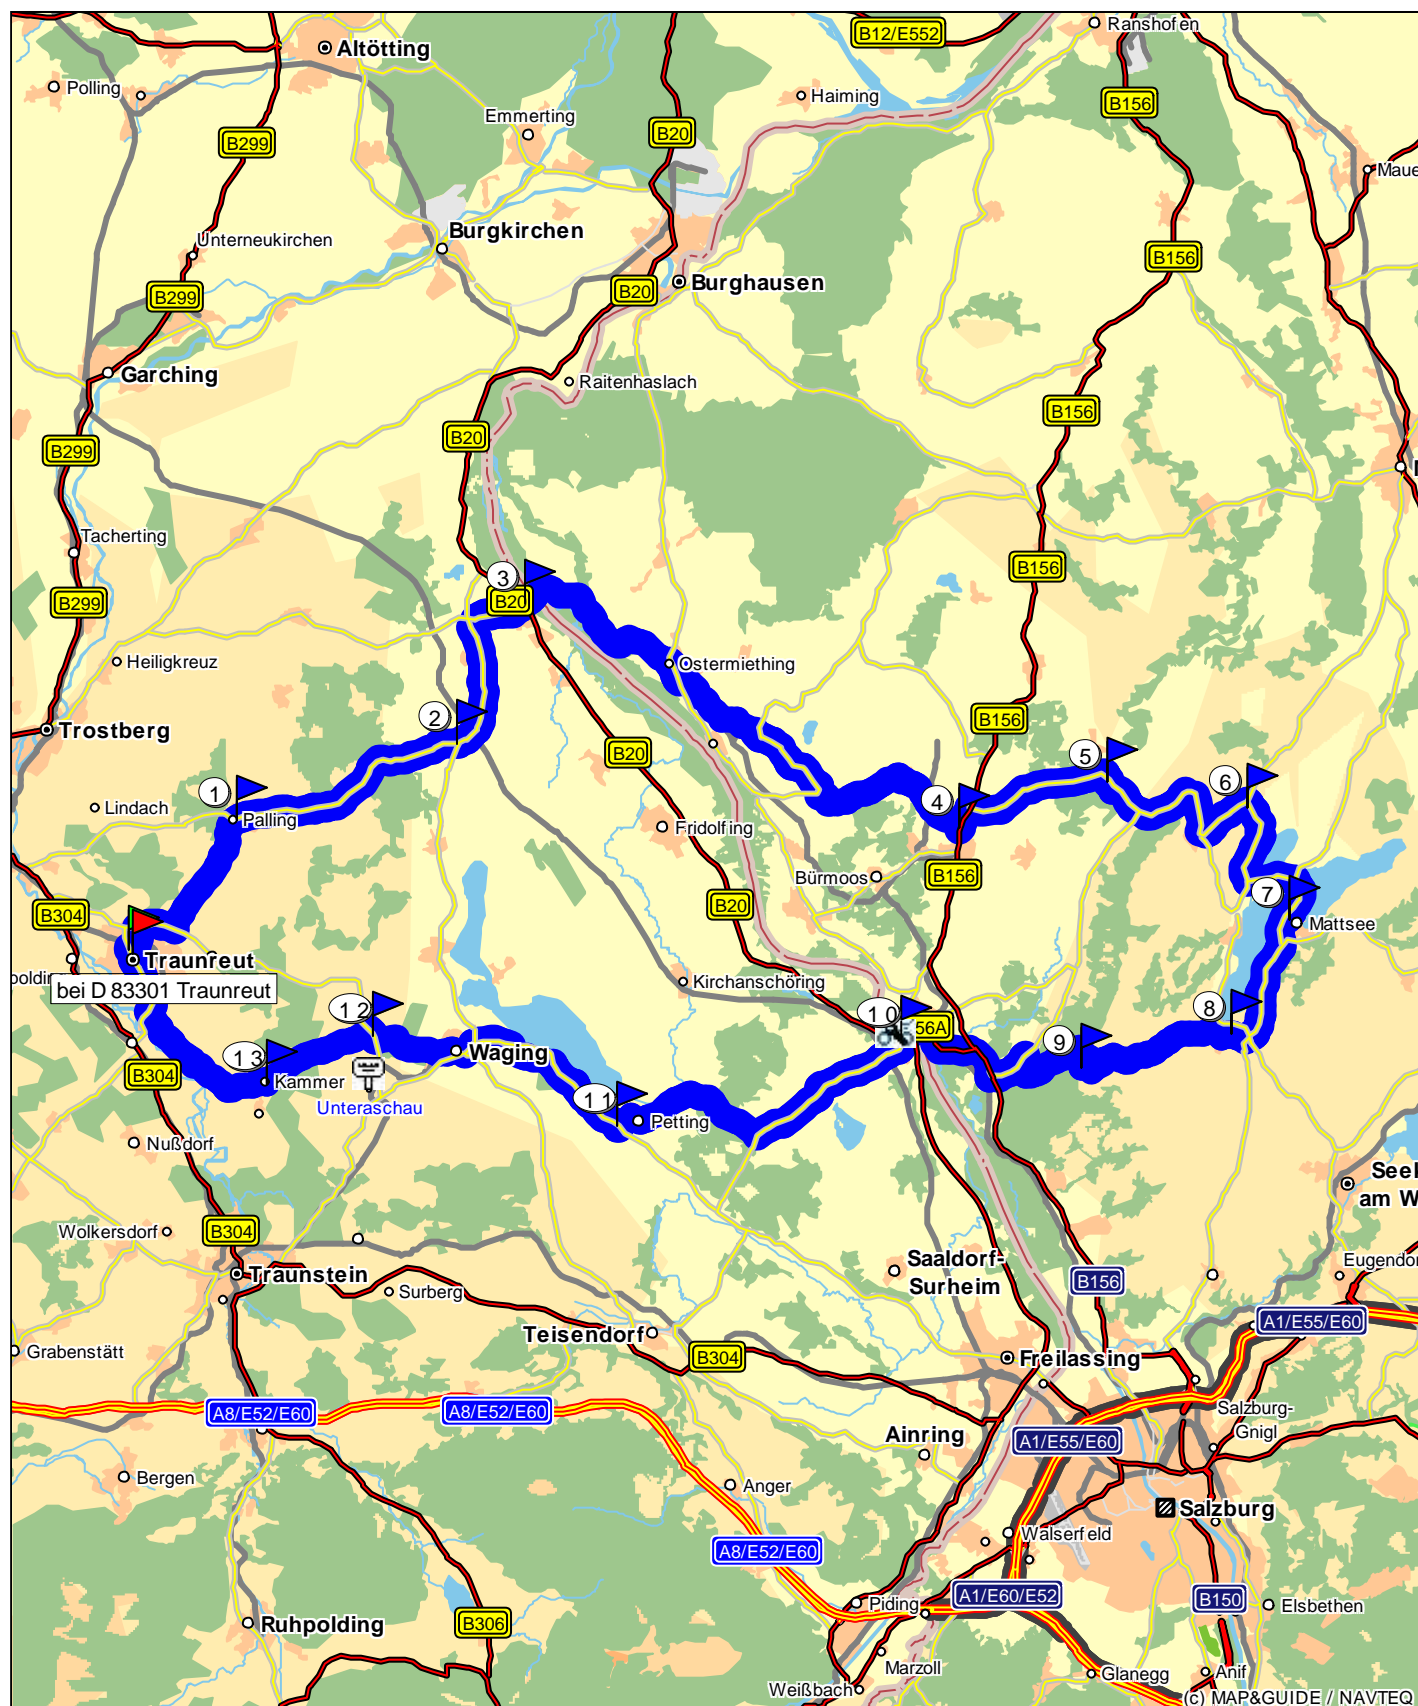 B12/E552
Ranshofen
Altötting
Polling
Haiming
B156
Emmerting
B20
B299
Burgkirchen
Unterneukirchen
B156
B299
B20
Burghausen
Garching
Raitenhaslach
B156
B20
B299
Tacherting
B156
3
B20
B299
Heiligkreuz
Ostermiething
2
B156
Trostberg
B20
5
6
1
4
Lindach
Palling
Fridolfing
Bürmoos
B156
7
B20
B304
Mattsee
Traunreut
bei D 83301 Traunreut
Kirchanschöring
12
10
8
56A
9
13
Waging
B304
Kammer
11
Unteraschau
Petting
Nußdorf
Seek
am W
Wolkersdorf
B304
Saaldorf-
Surheim
Eugendor
Traunstein
B156
Surberg
A1/E55/E60
Teisendorf
Grabenstätt
B304
Freilassing
A8/E52/E60
A8/E52/E60
Salzburg-
Gnigl
Ainring
A1/E55/E60
Bergen
Anger
Salzburg
Walserfeld
A8/E52/E60
A1/E60/E52
B150
Piding
Elsbethen
Ruhpolding
B306
Marzoll
Glanegg
Anif
Weißbach
(c) MAP&GUIDE / NAVTEQ